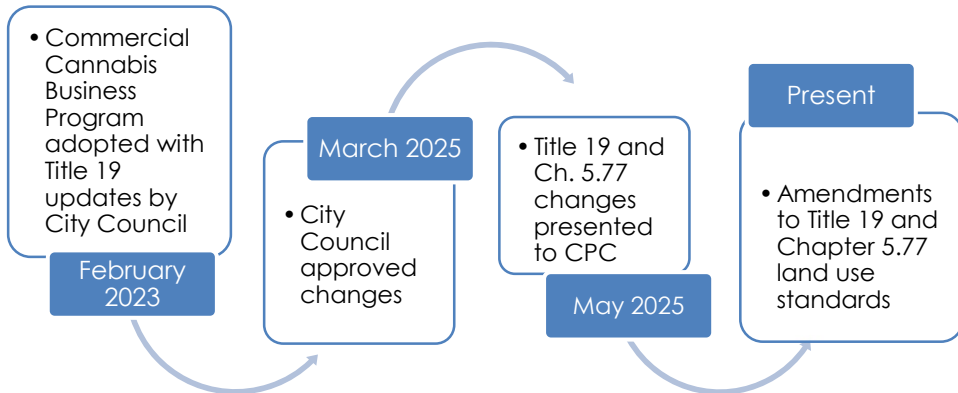 • Commercial
Cannabis
Business
Program
adopted with
Title 19
updates by
City Council
February
2023
March 2025
• City
Council
approved
changes
• Title 19 and
Ch. 5.77
changes
presented
to CPC
May 2025
Present
• Amendments
to Title 19 and
Chapter 5.77
land use
standards